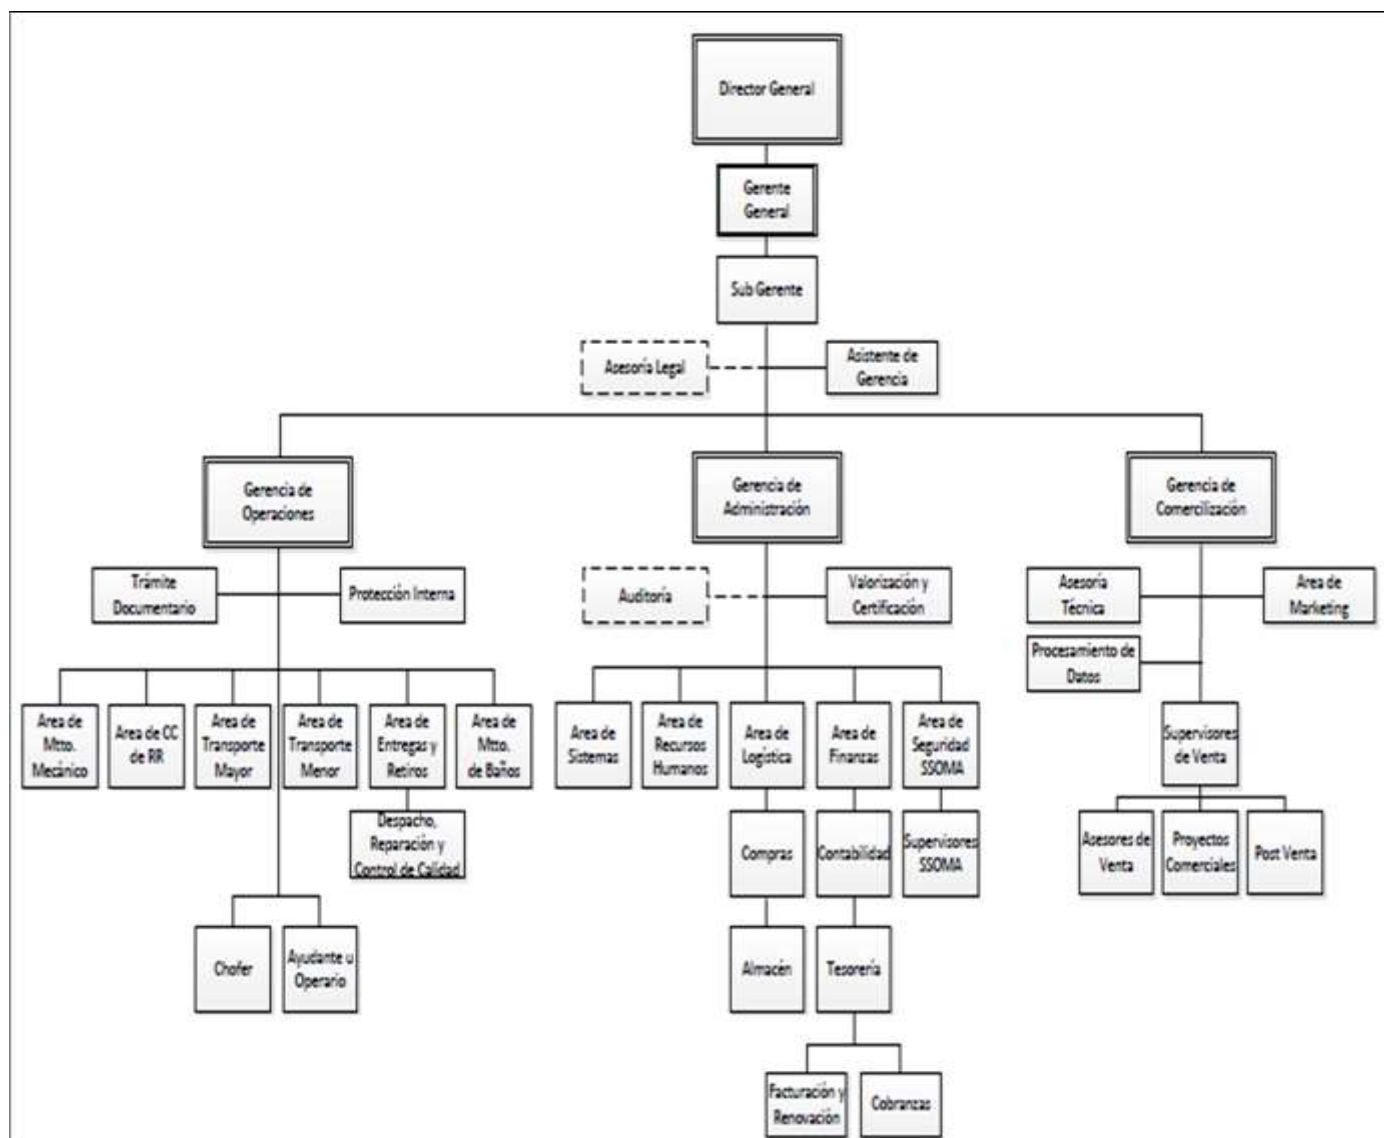 Director General
Gerente
General
Sub Gerente
Asesoría Legal
Asistente de
Gerencia
Gerencia de
Operaciones
Gerencia de
Administración
Gerencia de
Comercilización
Trámite
Documentario
Protección Interna
Auditoría
Valorización y
Certificación
Asesoría
Técnica
Area de
Marketing
Procesamiento de
Datos
Area de
Mtto.
Mecánico
Area de CC
de RR
Area de
Transporte
Mayor
Area de
Transporte
Menor
Area de
Entregas y
Retiros
Area de
Mtto.
de Baños
Area de
Sistemas
Area de
Recursos
Humanos
Area de
Logística
Area de
Finanzas
Area de
Seguridad
SSOMA
Supervisores
de Venta
Despacho,
Reparación y
Control de Calidad
Compras
Contabilidad
Supervisores
SSOMA
Asesores de
Venta
Proyectos
Comerciales
Post Venta
Chofer
Ayudante u
Operario
Almacén
Tesorería
Facturación y
Renovación
Cobranzas